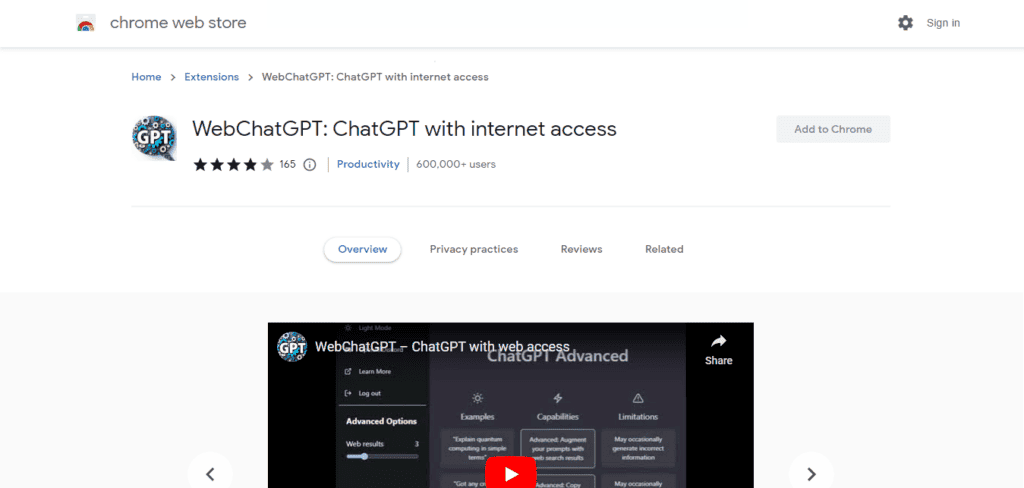 chrome web store
Sign in
Home > Extensions > WebChatGPT: ChatGPT with internet access
GPT
WebChatGPT: ChatGPT with internet access
Add to Chrome
165 | Productivity | 600,000+ users
Overview
Privacy practices
Reviews
Related
GPT
WebChatGPT – ChatGPT with web access
Share
Light Mode
ChatGPT Advanced
Learn More
Log out
Advanced Options
Web results 3
Examples
Capabilities
Limitations
"Explain quantum
computing in simple
terms"
Advanced: Augment
your prompts with
web search results
May occasionally
generate incorrect
information
"Got any
Advanced: Copy
May occasionally